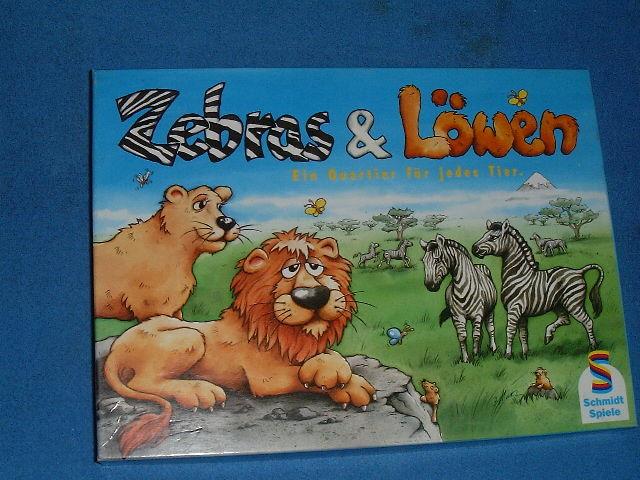 Zebras & Löwen
Ein Quartier für jedes Tier.
Schmidt
Spiele